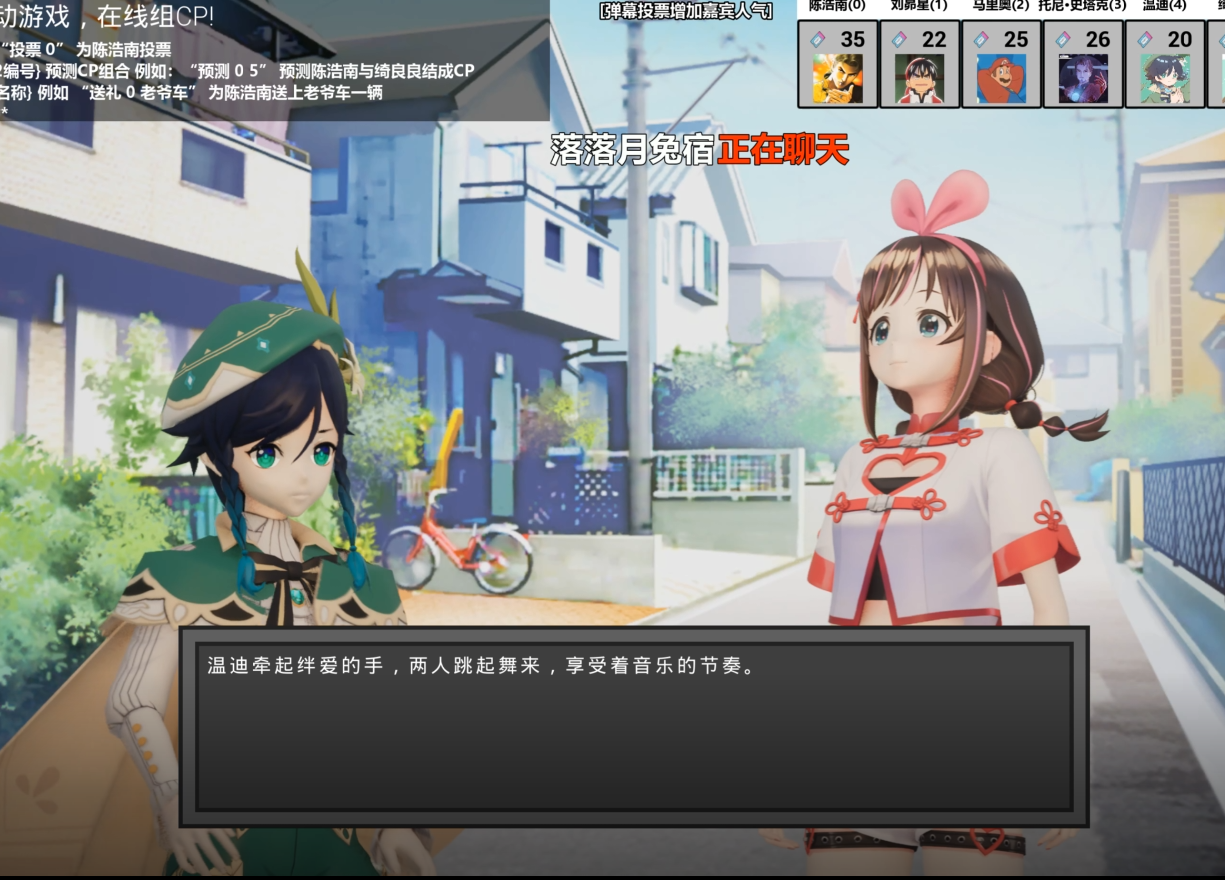 动游戏，在线组CP!
“投票 0” 为陈浩南投票
编号} 预测CP组合 例如: “预测 0 5” 预测陈浩南与绮良良结成CP
名称} 例如 “送礼 0 老爷车” 为陈浩南送上老爷车一辆
*
[弹幕投票增加嘉宾人气]
陈浩南(0) 刘昴星(1) 马里奥(2) 托尼·史塔克(3) 温迪(4)
35 22 25 26 20
落落月兔宿正在聊天
温迪牵起绊爱的手，两人跳起舞来，享受着音乐的节奏。